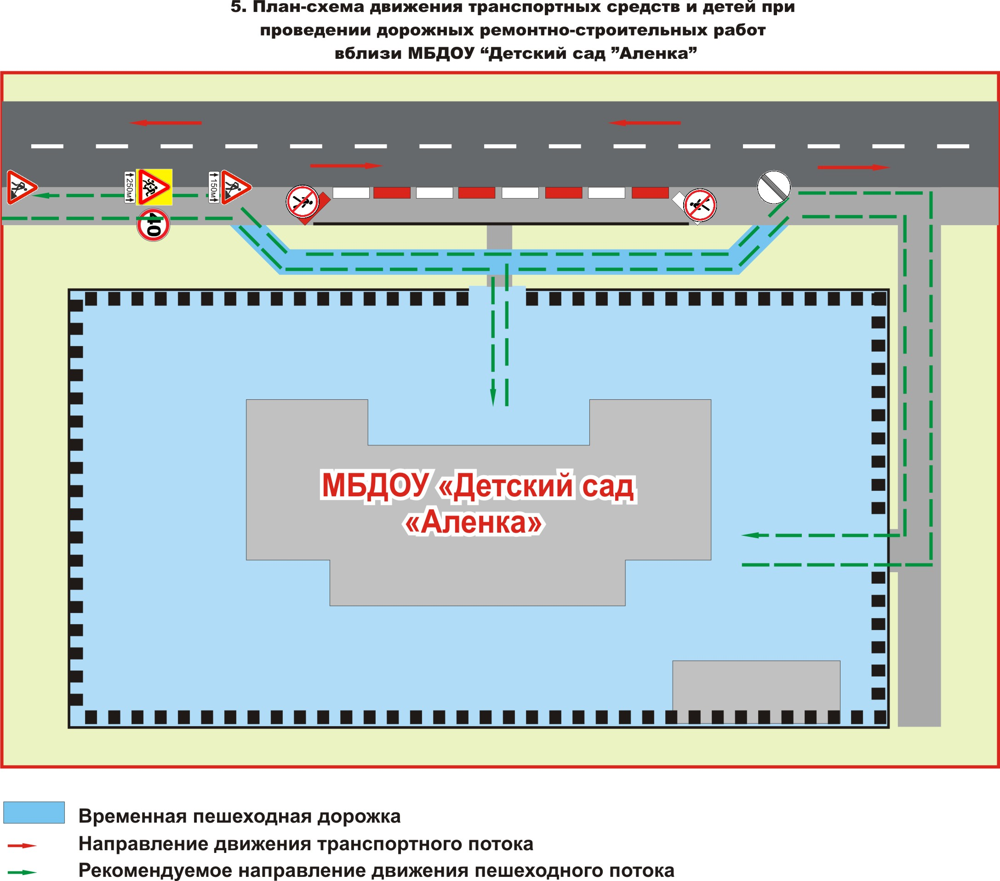 5. План-схема движения транспортных средств и детей при
проведении дорожных ремонтно-строительных работ
вблизи МБДОУ “Детский сад ”Аленка”
250м
150м
40
МБДОУ «Детский сад
«Аленка»
Временная пешеходная дорожка
Направление движения транспортного потока
Рекомендуемое направление движения пешеходного потока